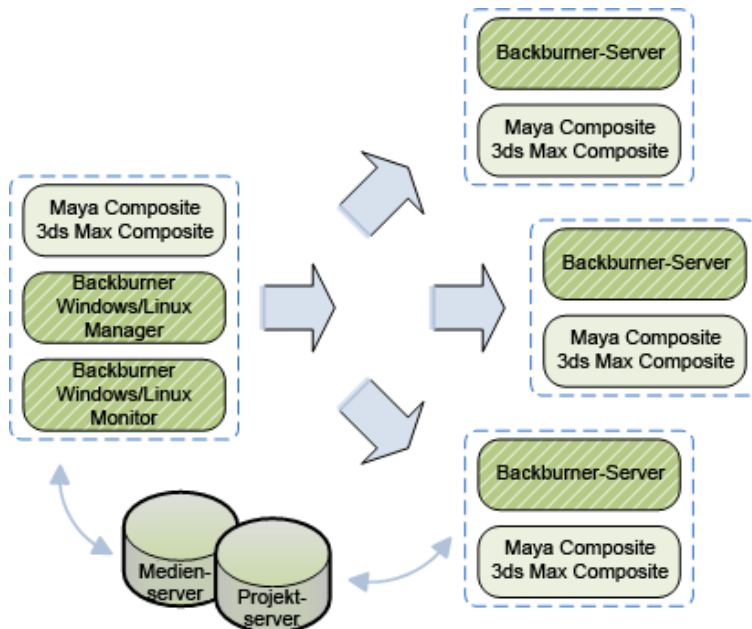 Backburner-Server
Maya Composite
3ds Max Composite
Maya Composite
3ds Max Composite
Backburner
Windows/Linux
Manager
Backburner
Windows/Linux
Monitor
Backburner-Server
Maya Composite
3ds Max Composite
Backburner-Server
Maya Composite
3ds Max Composite
Medien-
server
Projekt-
server